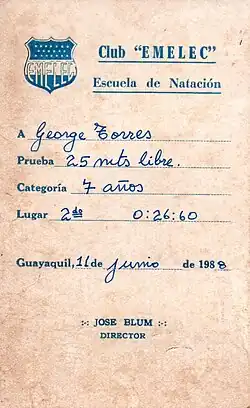 EMELEC
Club "EMELEC"
Escuela de Natación
A George Torres
Prueba 25 mts libre.
Categoría 7 años
Lugar 2do 0:26:60
Guayaquil, 11 de junio de 1988
:-: JOSE BLUM :-:
DIRECTOR